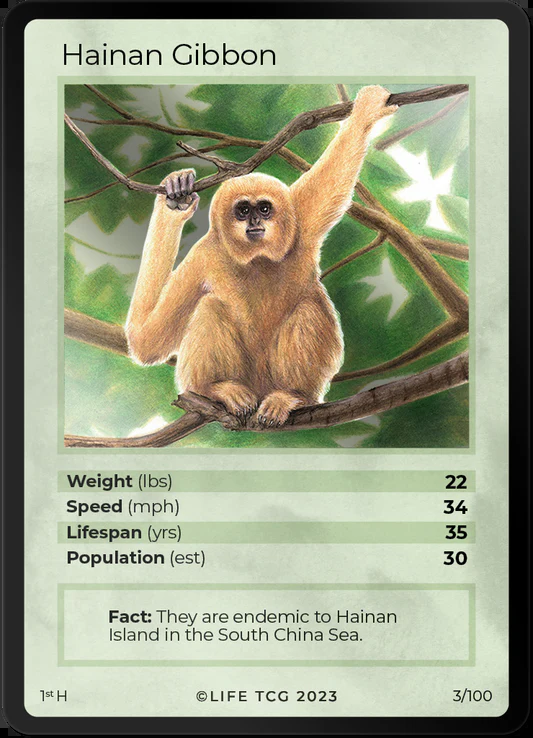 Hainan Gibbon
Weight (lbs) 22
Speed (mph) 34
Lifespan (yrs) 35
Population (est) 30
Fact: They are endemic to Hainan
Island in the South China Sea.
1st H ©LIFE TCG 2023 3/100